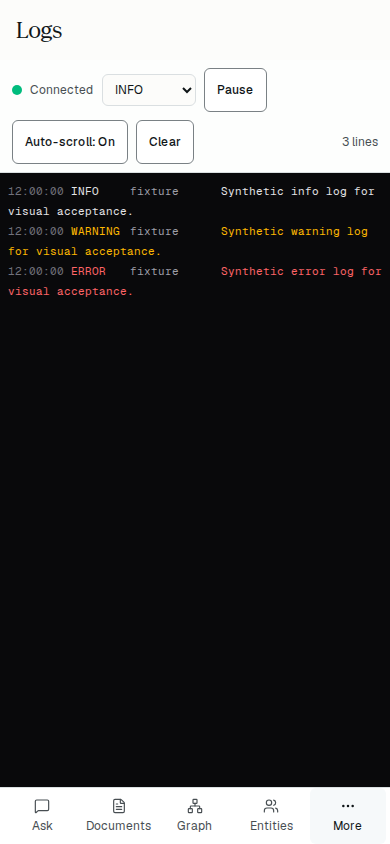 Logs
Connected INFO Pause
Auto-scroll: On Clear 3 lines
12:00:00 INFO fixture Synthetic info log for
visual acceptance.
12:00:00 WARNING fixture Synthetic warning log
for visual acceptance.
12:00:00 ERROR fixture Synthetic error log for
visual acceptance.
Ask Documents Graph Entities More